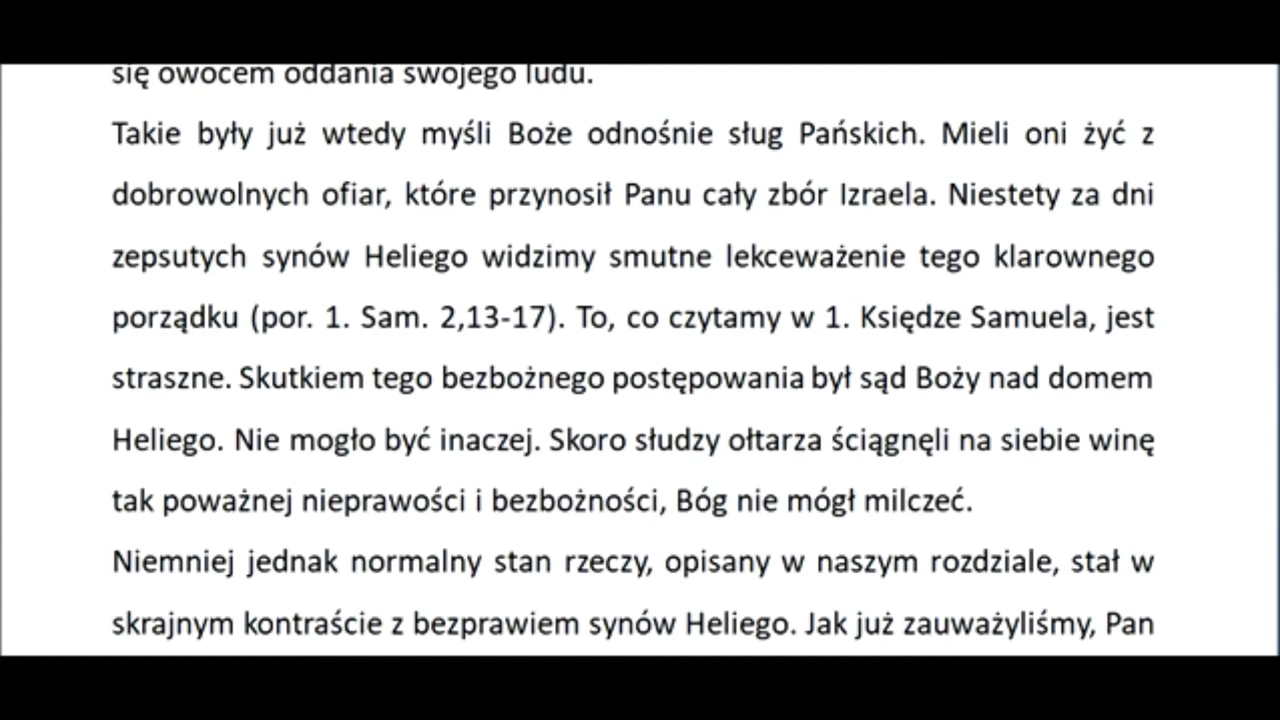 się owocem oddania swojego ludu.
Takie były już wtedy myśli Boże odnośnie sług Pańskich. Mieli oni żyć z
dobrowolnych ofiar, które przynosił Panu cały zbór Izraela. Niestety za dni
zepsutych synów Heliego widzimy smutne lekceważenie tego klarownego
porządku (por. 1. Sam. 2,13-17). To, co czytamy w 1. Księdze Samuela, jest
straszne. Skutkiem tego bezbożnego postępowania był sąd Boży nad domem
Heliego. Nie mogło być inaczej. Skoro słudzy ołtarza ściągnęli na siebie winę
tak poważnej nieprawości i bezbożności, Bóg nie mógł milczeć.
Niemniej jednak normalny stan rzeczy, opisany w naszym rozdziale, stał w
skrajnym kontraście z bezprawiem synów Heliego. Jak już zauważyliśmy, Pan